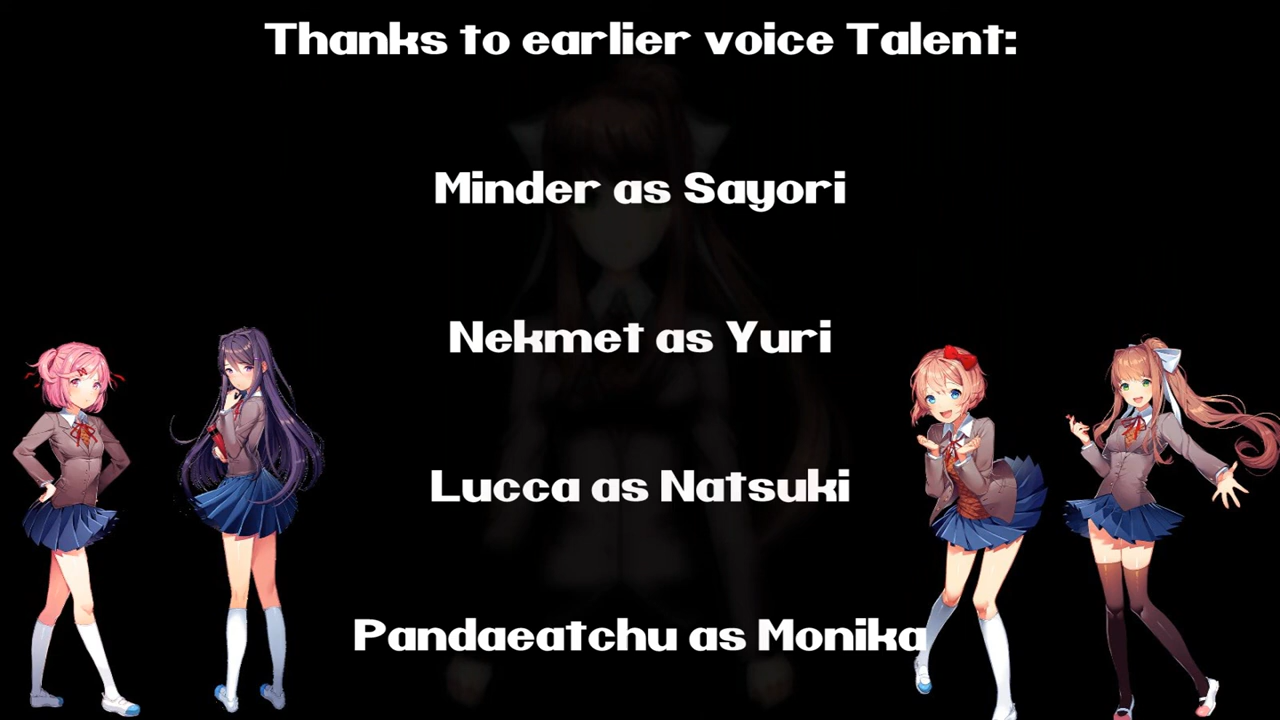 Thanks to earlier voice Talent:
Minder as Sayori
Nekmet as Yuri
Lucca as Natsuki
Pandaeatchu as Monika